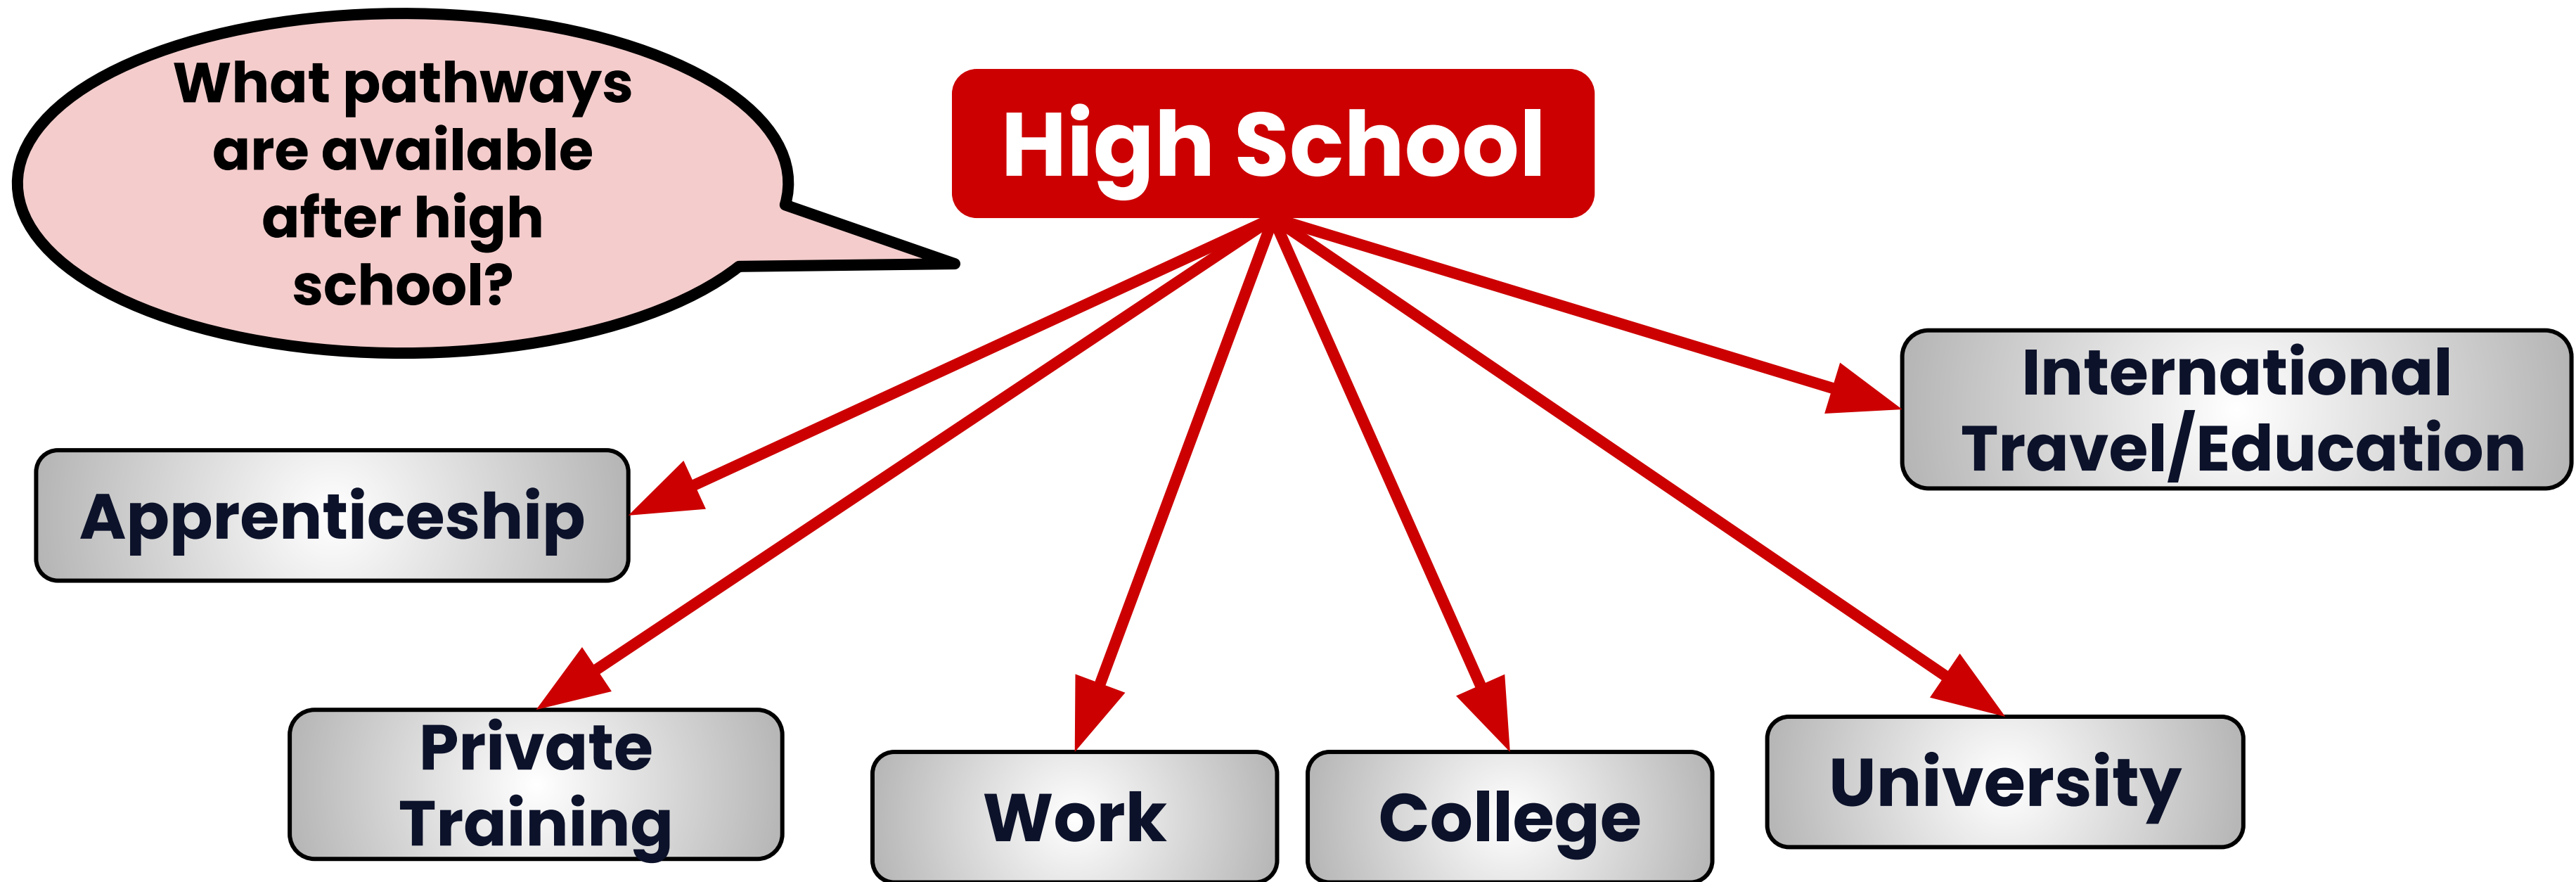 What pathways
are available
after high
school?
High School
International
Travel/Education
Apprenticeship
Private
Training
Work
College
University